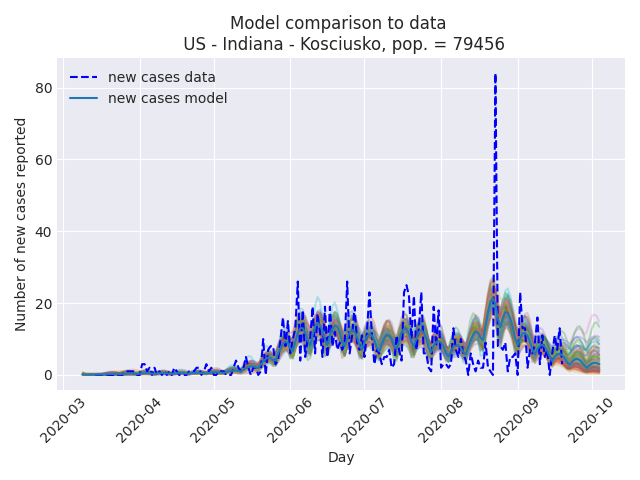 Model comparison to data
US - Indiana - Kosciusko, pop. = 79456
new cases data
new cases model
Number of new cases reported
80
60
40
20
0
2020-03
2020-04
2020-05
2020-06
2020-07
2020-08
2020-09
2020-10
Day